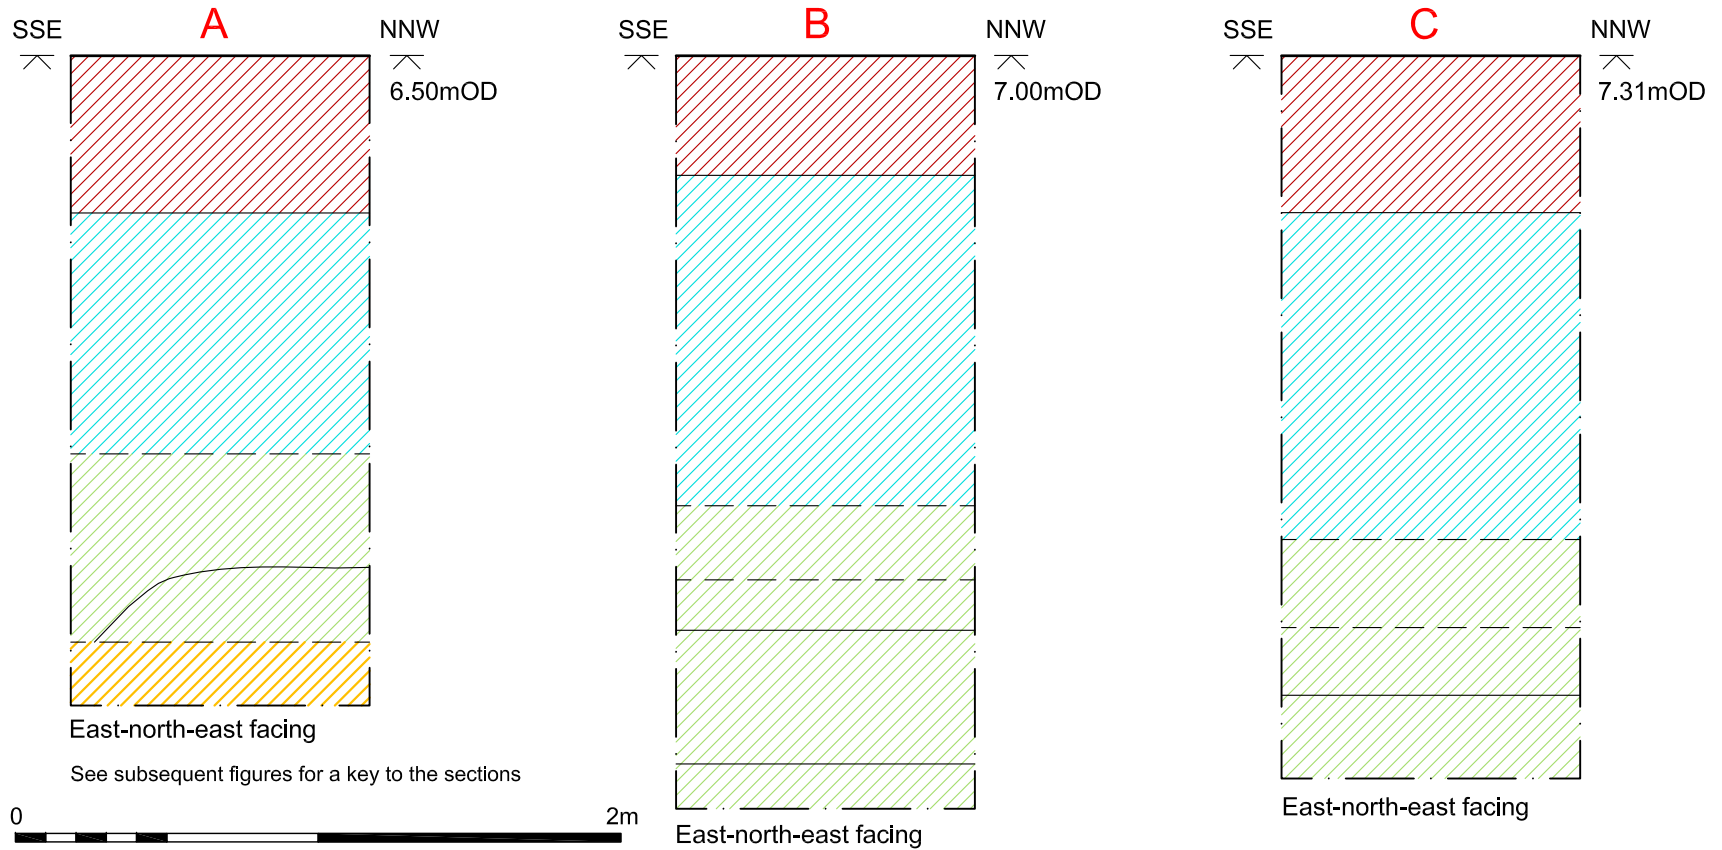 SSE A NNW
6.50mOD
SSE B NNW
7.00mOD
SSE C NNW
7.31mOD
East-north-east facing
See subsequent figures for a key to the sections
0 2m
East-north-east facing
East-north-east facing